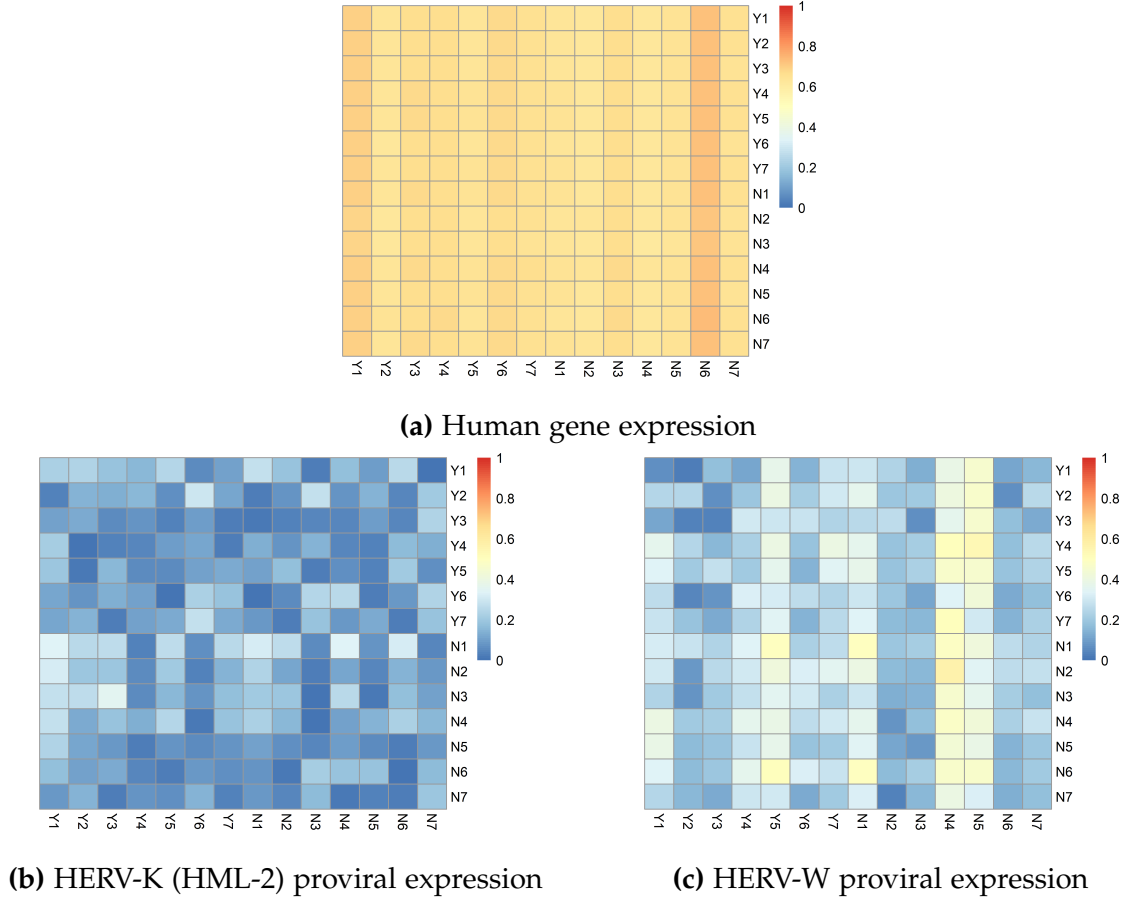 1
0.8
0.6
0.4
0.2
0
Y1
Y2
Y3
Y4
Y5
Y6
Y7
N1
N2
N3
N4
N5
N6
N7
Y1 Y2 Y3 Y4 Y5 Y6 Y7 N1 N2 N3 N4 N5 N6 N7
(a) Human gene expression
1
0.8
0.6
0.4
0.2
0
Y1
Y2
Y3
Y4
Y5
Y6
Y7
N1
N2
N3
N4
N5
N6
N7
Y1 Y2 Y3 Y4 Y5 Y6 Y7 N1 N2 N3 N4 N5 N6 N7
(b) HERV-K (HML-2) proviral expression
1
0.8
0.6
0.4
0.2
0
Y1
Y2
Y3
Y4
Y5
Y6
Y7
N1
N2
N3
N4
N5
N6
N7
Y1 Y2 Y3 Y4 Y5 Y6 Y7 N1 N2 N3 N4 N5 N6 N7
(c) HERV-W proviral expression